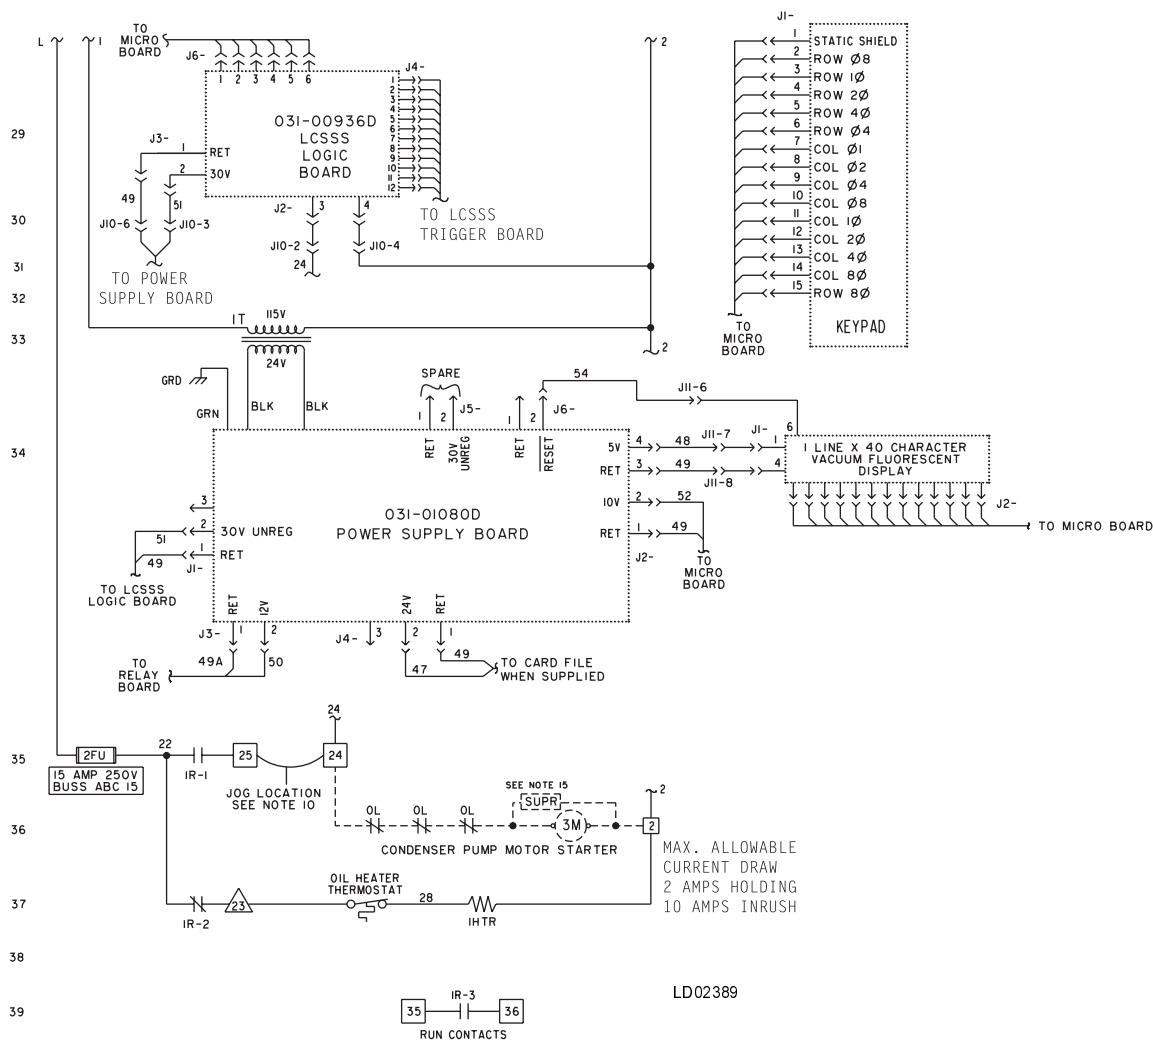 L
1
TO
MICRO
BOARD
J6-
1 2 3 4 5 6
J4-
1
2
3
4
5
6
7
8
9
10
11
12
031-00936D
LCSSS
LOGIC
BOARD
29
J3-
1
RET
2
30V
49
51
J10-6
J10-3
TO POWER
SUPPLY BOARD
J2-
3
4
J10-2
J10-4
24
TO LCSSS
TRIGGER BOARD
30
31
32
33
2
J1-
1 STATIC SHIELD
2 ROW Ø8
3 ROW 1Ø
4 ROW 2Ø
5 ROW 4Ø
6 ROW Ø4
7 COL Ø1
8 COL Ø2
9 COL Ø4
10 COL Ø8
11 COL 1Ø
12 COL 2Ø
13 COL 4Ø
14 COL 8Ø
15 ROW 8Ø
KEYPAD
TO
MICRO
BOARD
1T
115V
24V
2
GRD
GRN
BLK
BLK
SPARE
1
2
J5-
RET
30V
UNREG
1
2
J6-
RET
RESET
54
J11-6
6
34
5V 4 48 J11-7 J1- 1
RET 3 49 J11-8 4
10V 2 52
RET 1 49
J2-
TO
MICRO
BOARD
1 LINE X 40 CHARACTER
VACUUM FLUORESCENT
DISPLAY
J2-
TO MICRO BOARD
031-01080D
POWER SUPPLY BOARD
3
2 30V UNREG
51
1 RET
49
J1-
TO LCSSS
LOGIC BOARD
RET
12V
J3-
1
2
49A
50
TO
RELAY
BOARD
24V
RET
J4-
3
2
1
49
47
TO CARD FILE
WHEN SUPPLIED
35
2FU
15 AMP 250V
BUSS ABC 15
22
1R-1
25
24
24
JOG LOCATION
SEE NOTE 10
36
OL
OL
OL
SEE NOTE 15
SUPR
3M
2
2
CONDENSER PUMP MOTOR STARTER
MAX. ALLOWABLE
CURRENT DRAW
2 AMPS HOLDING
10 AMPS INRUSH
37
1R-2
23
OIL HEATER
THERMOSTAT
28
1HTR
38
39
35
1R-3
36
RUN CONTACTS
LD02389